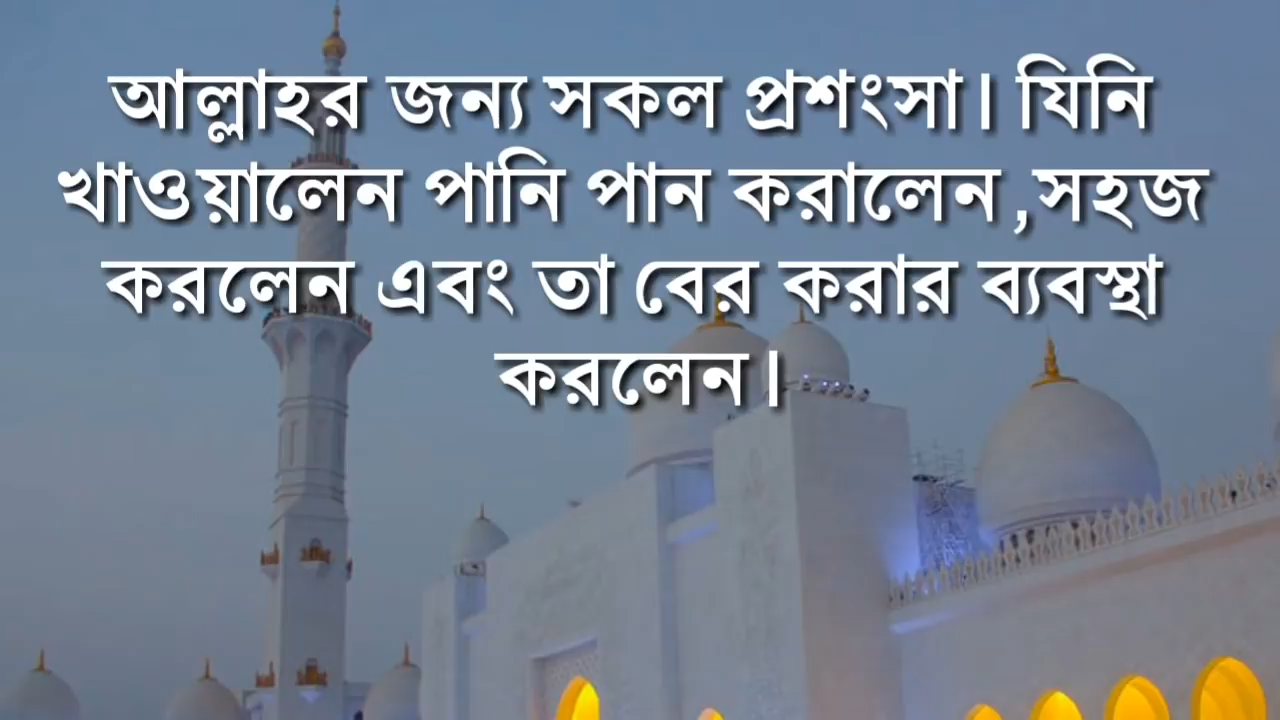 আল্লাহর জন্য সকল প্রশংসা। যিনি
খাওয়ালেন পানি পান করালেন ,সহজ
করলেন এবং তা বের করার ব্যবস্থা
করলেন।